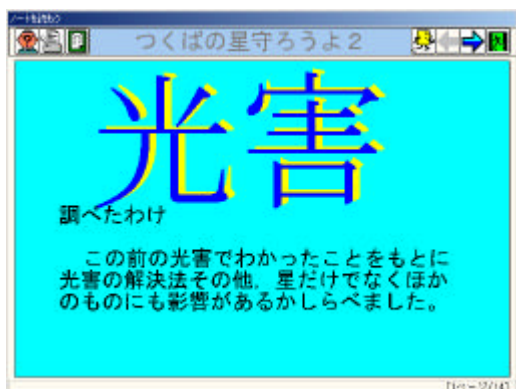 つくばの星守ろうよ2
光害
調べたわけ
この前の光害でわかったことをもとに
光害の解決法その他，星だけでなくほか
のものにも影響があるかしらべました。